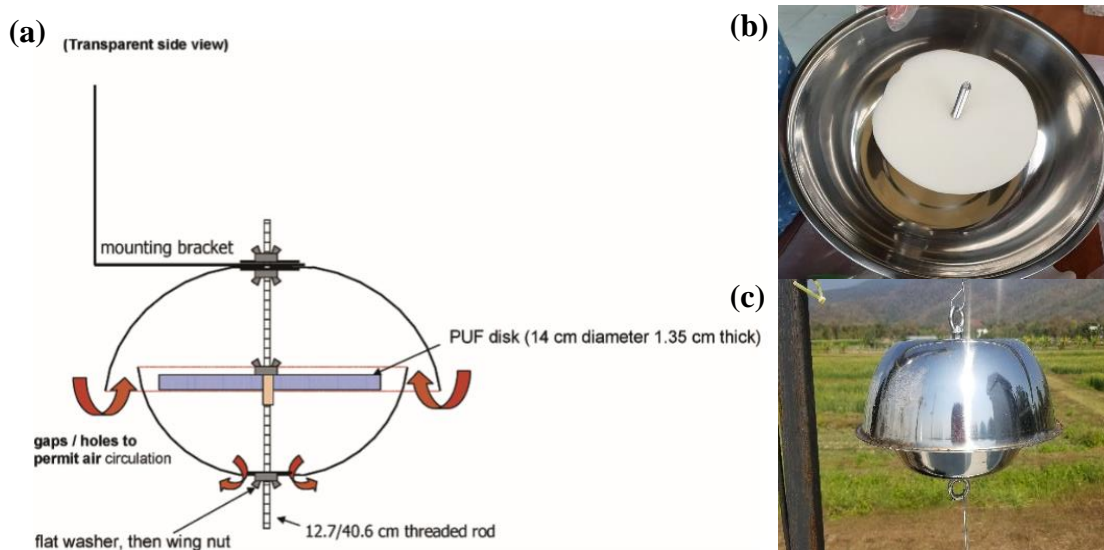 (a)
(Transparent side view)
mounting bracket
PUF disk (14 cm diameter 1.35 cm thick)
gaps / holes to
permit air circulation
flat washer, then wing nut
12.7/40.6 cm threaded rod
(b)
(c)